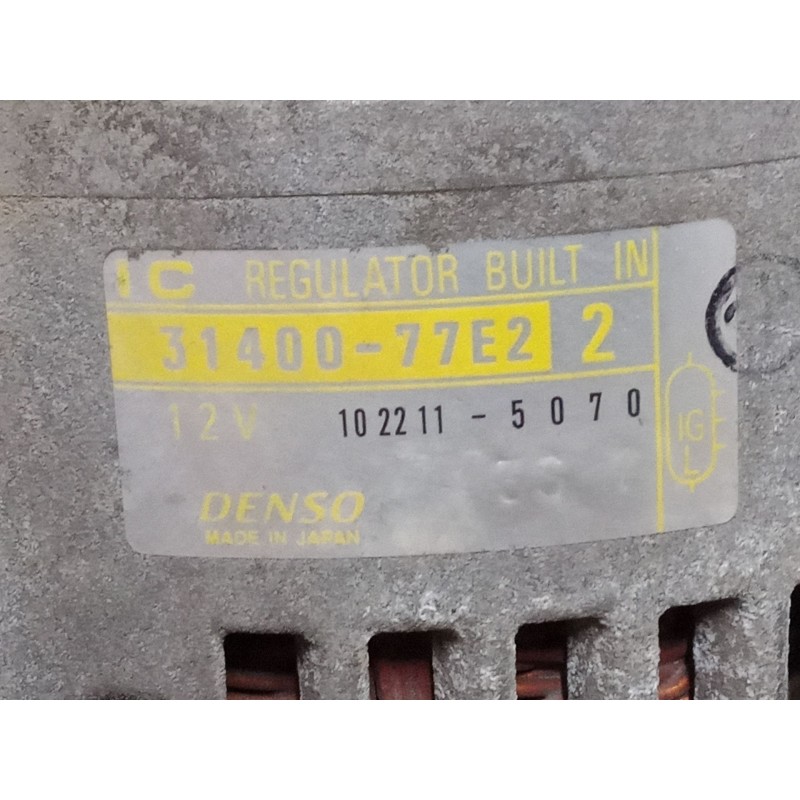 IC REGULATOR BUILT IN
31400-77E2 2
12V 102211-5070
IG
L
DENSO
MADE IN JAPAN